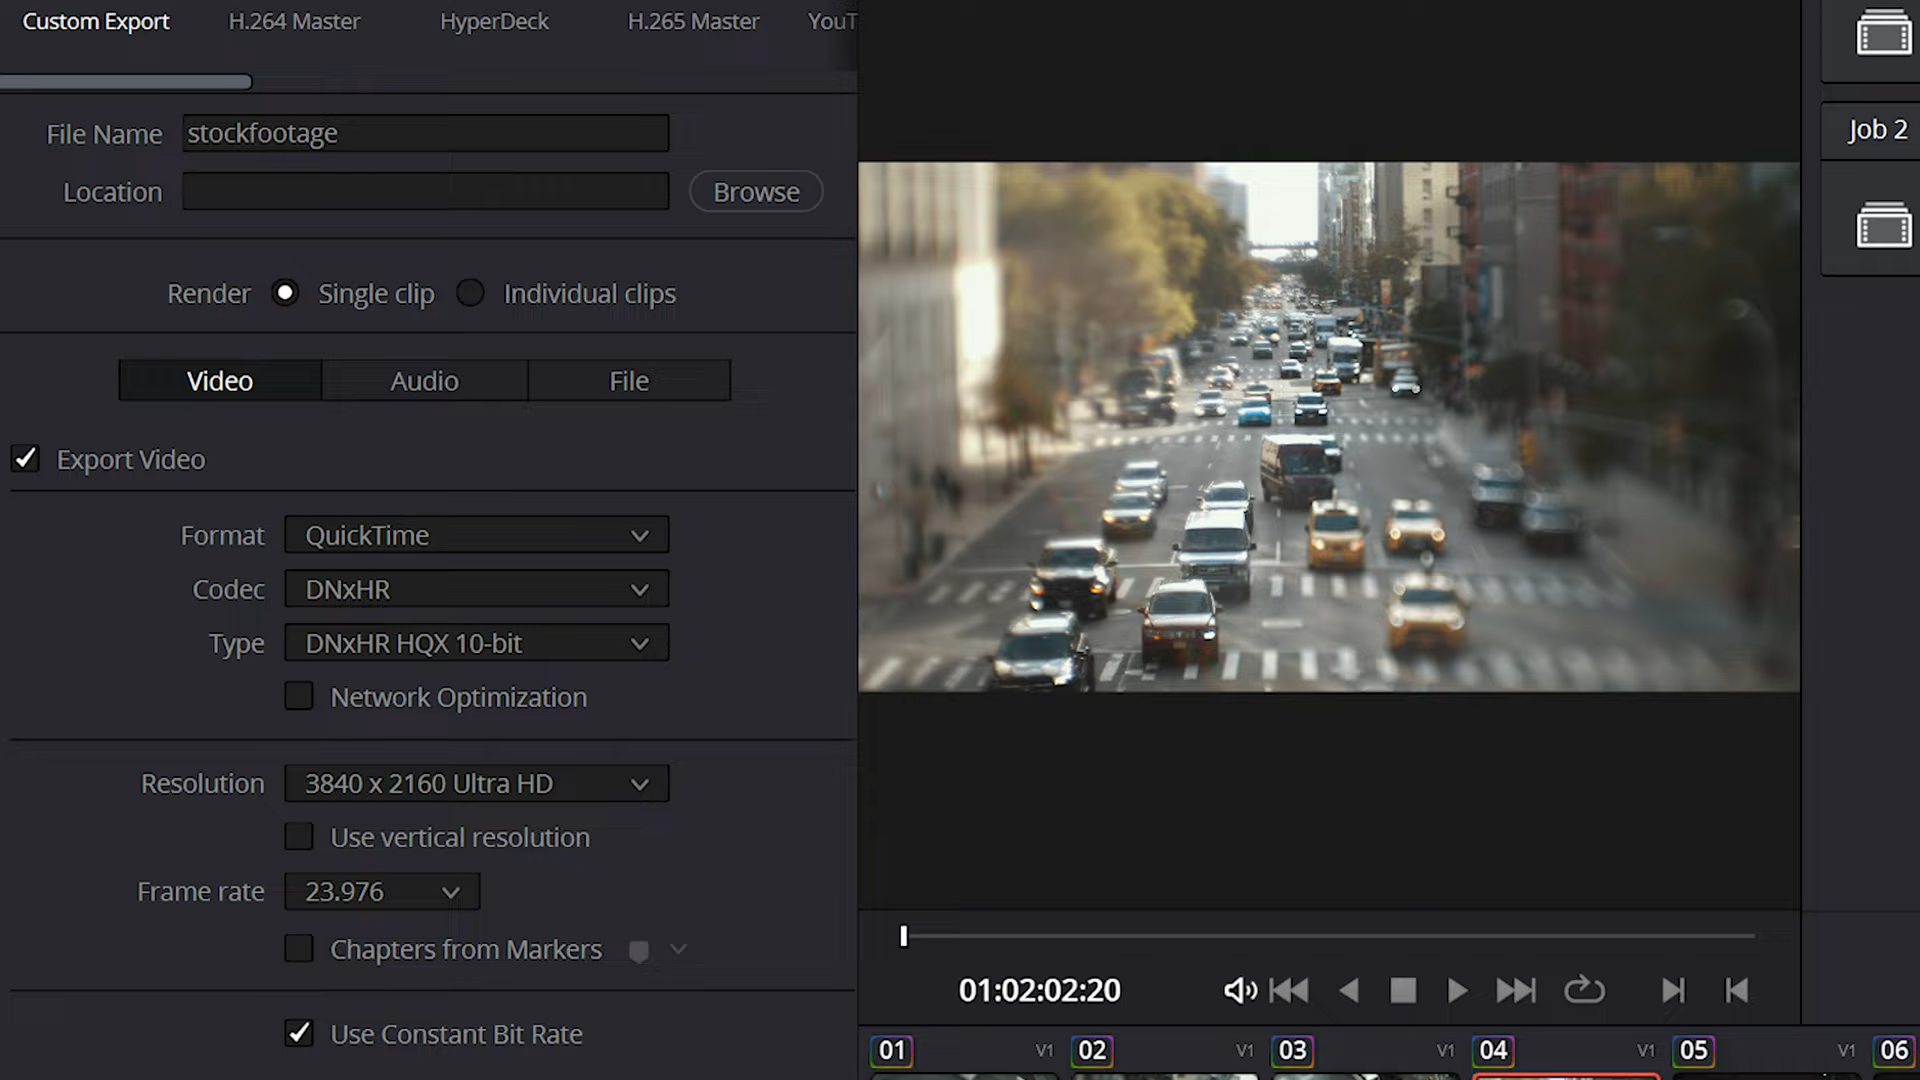 Custom Export H.264 Master HyperDeck H.265 Master YouT
File Name stockfootage
Location Browse
Render Single clip Individual clips
Video Audio File
Export Video
Format QuickTime
Codec DNxHR
Type DNxHR HQX 10-bit
Network Optimization
Resolution 3840 x 2160 Ultra HD
Use vertical resolution
Frame rate 23.976
Chapters from Markers
Use Constant Bit Rate
01:02:02:20
01 V1 02 V1 03 V1 04 V1 05 V1 06
Job 2